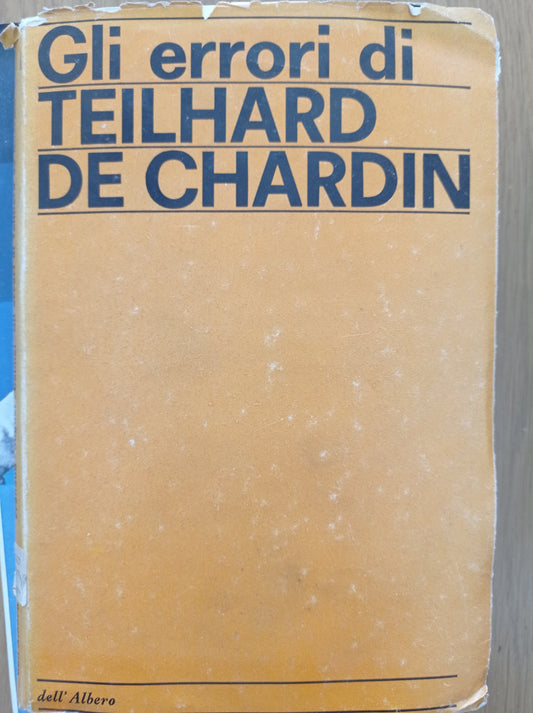 Gli errori di
TEILHARD
DE CHARDIN
dell'Albero